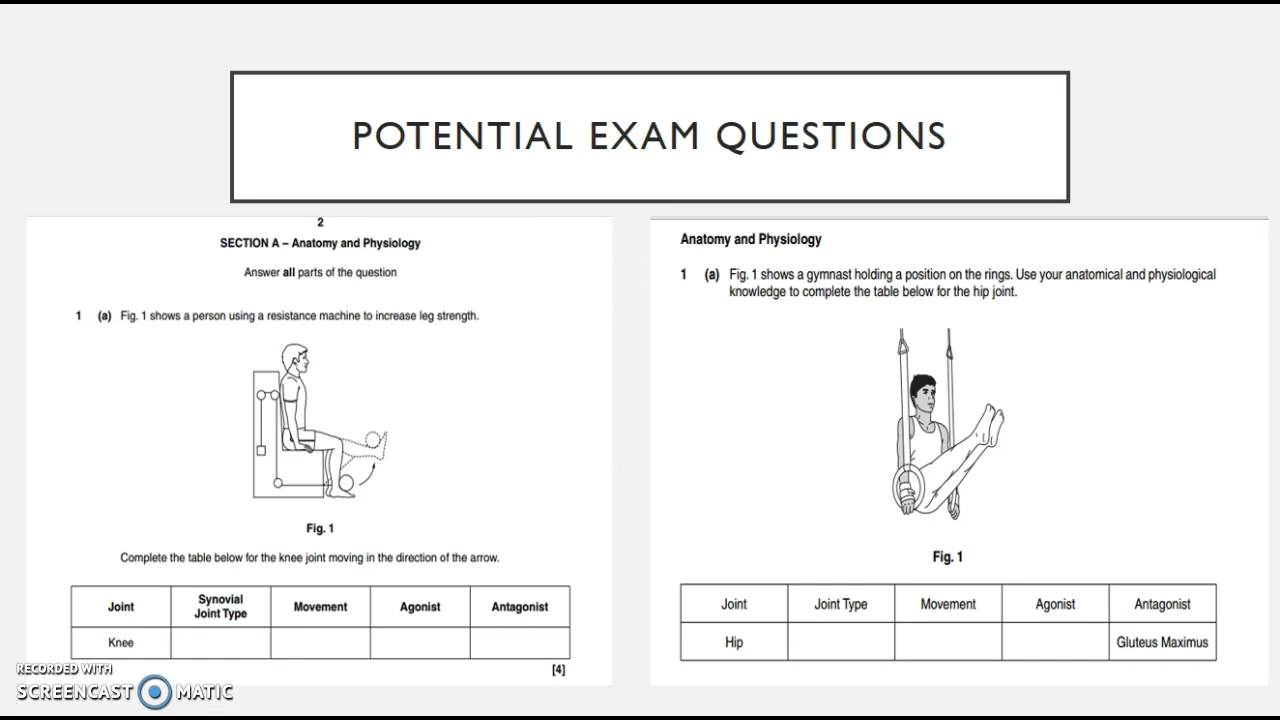 POTENTIAL EXAM QUESTIONS
2
SECTION A – Anatomy and Physiology
Answer all parts of the question
1 (a) Fig. 1 shows a person using a resistance machine to increase leg strength.
Fig. 1
Complete the table below for the knee joint moving in the direction of the arrow.
Joint Synovial Joint Type Movement Agonist Antagonist
Knee
[4]
Anatomy and Physiology
1 (a) Fig. 1 shows a gymnast holding a position on the rings. Use your anatomical and physiological
knowledge to complete the table below for the hip joint.
Fig. 1
Joint Joint Type Movement Agonist Antagonist
Hip Gluteus Maximus
RECORDED WITH
SCREENCAST MATIC